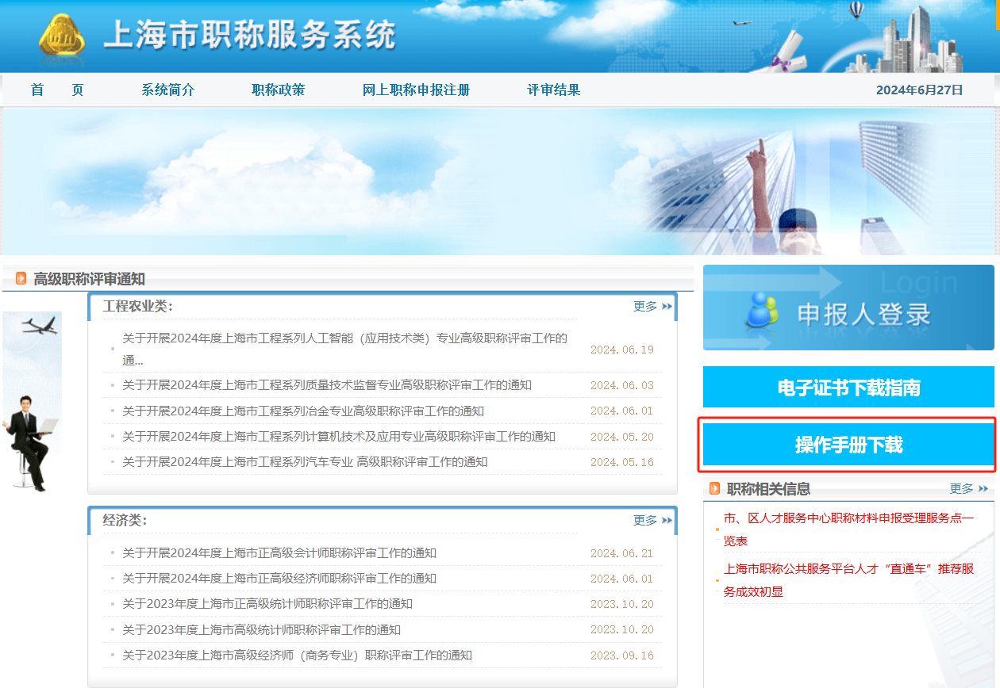 上海市职称服务系统
首 页 系统简介 职称政策 网上职称申报注册 评审结果 2024年6月27日
高级职称评审通知
工程农业类： 更多
关于开展2024年度上海市工程系列人工智能（应用技术类）专业高级职称评审工作的
通... 2024.06.19
关于开展2024年度上海市工程系列质量技术监督专业高级职称评审工作的通知 2024.06.03
关于开展2024年度上海市工程系列冶金专业高级职称评审工作的通知 2024.06.01
关于开展2024年度上海市工程系列计算机技术及应用专业高级职称评审工作的通知 2024.05.20
关于开展2024年度上海市工程系列汽车专业 高级职称评审工作的通知 2024.05.16
经济类： 更多
关于开展2024年度上海市正高级会计师职称评审工作的通知 2024.06.21
关于开展2024年度上海市正高级经济师职称评审工作的通知 2024.06.01
关于2023年度上海市正高级统计师职称评审工作的通知 2023.10.20
关于2023年度上海市高级统计师职称评审工作的通知 2023.10.20
关于2023年度上海市高级经济师（商务专业）职称评审工作的通知 2023.09.16
Login
申报人登录
电子证书下载指南
操作手册下载
职称相关信息 更多
市、区人才服务中心职称材料申报受理服务点一
览表
上海市职称公共服务平台人才“直通车”推荐服
务成效初显